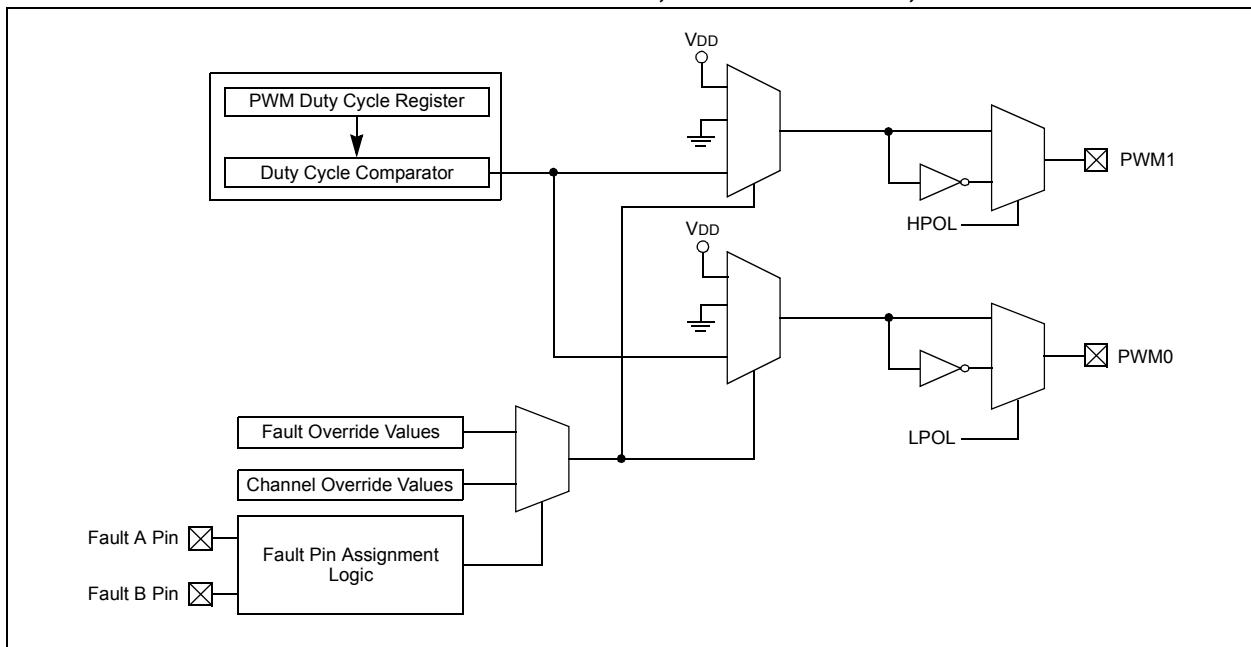 VDD
PWM Duty Cycle Register
Duty Cycle Comparator
PWM1
HPOL
VDD
PWM0
LPOL
Fault Override Values
Channel Override Values
Fault A Pin
Fault B Pin
Fault Pin Assignment
Logic